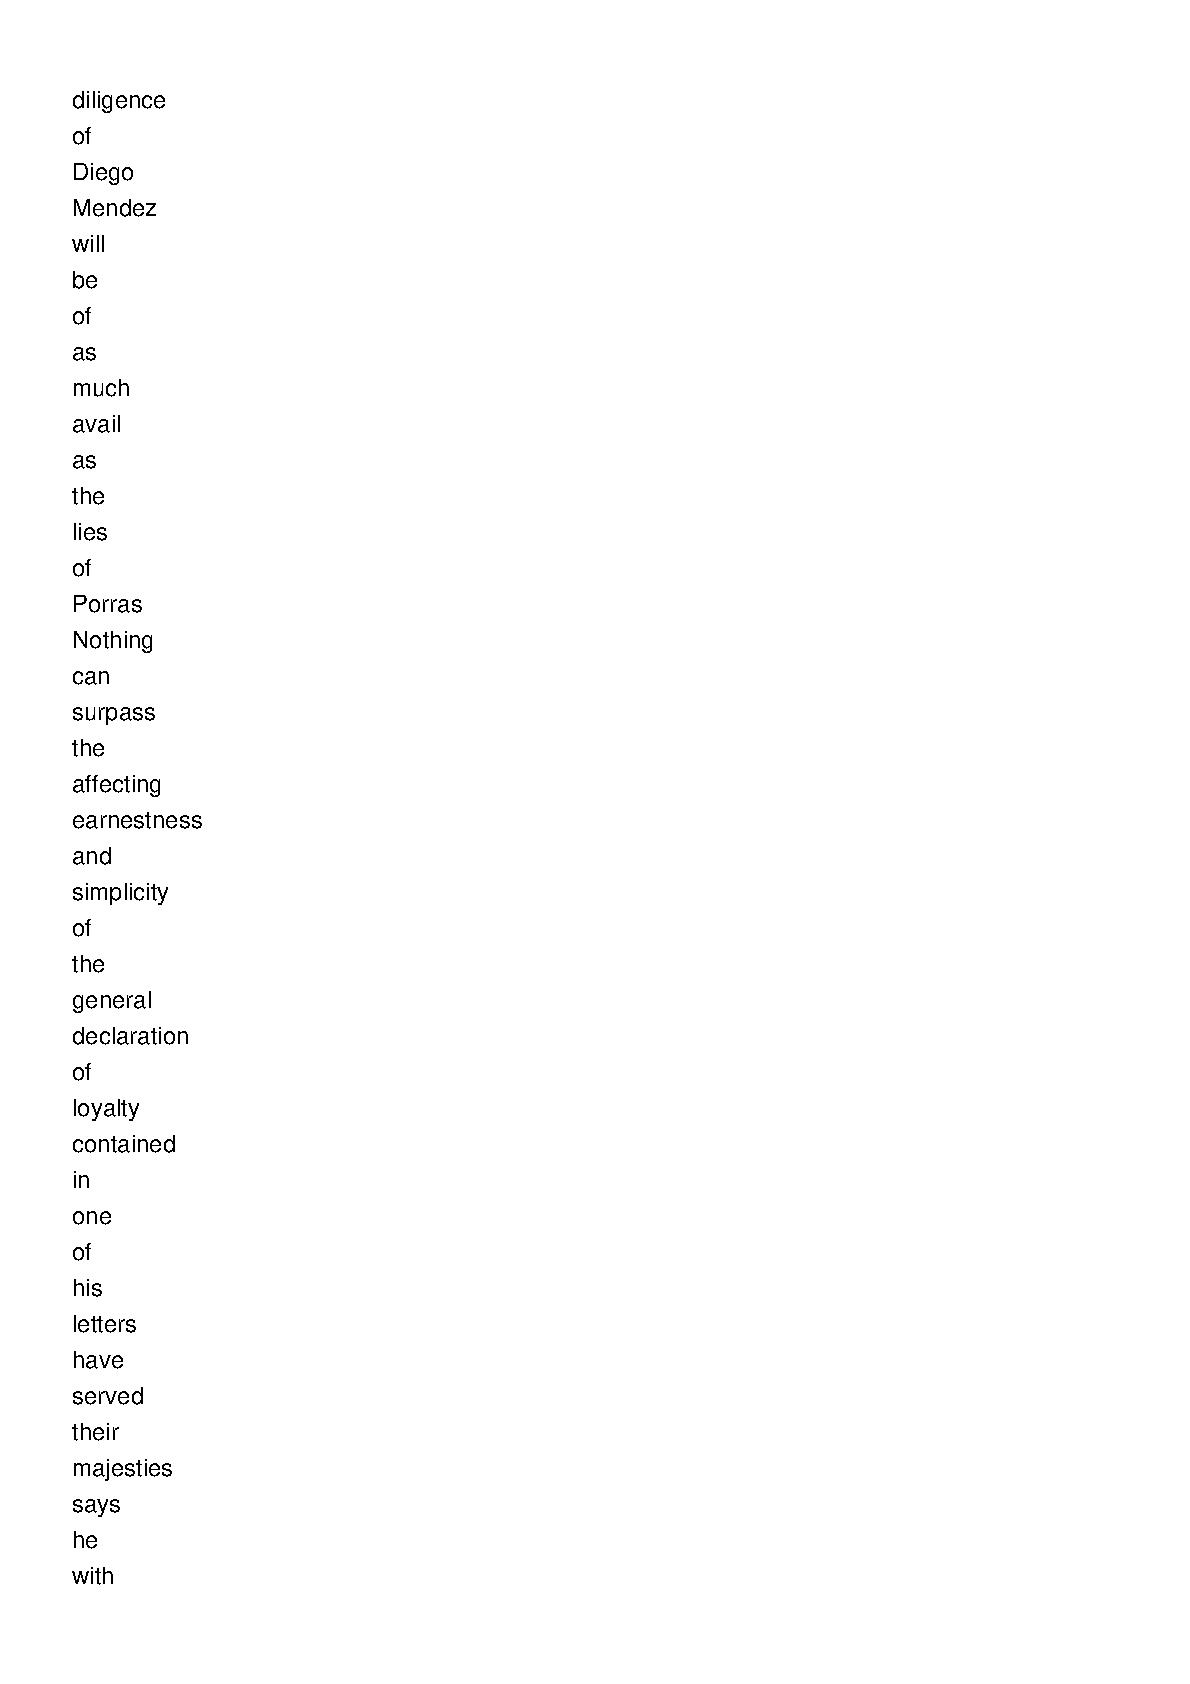 diligence
of
Diego
Mendez
will
be
of
as
much
avail
as
the
lies
of
Porras
Nothing
can
surpass
the
affecting
earnestness
and
simplicity
of
the
general
declaration
of
loyalty
contained
in
one
of
his
letters
have
served
their
majesties
says
he
with